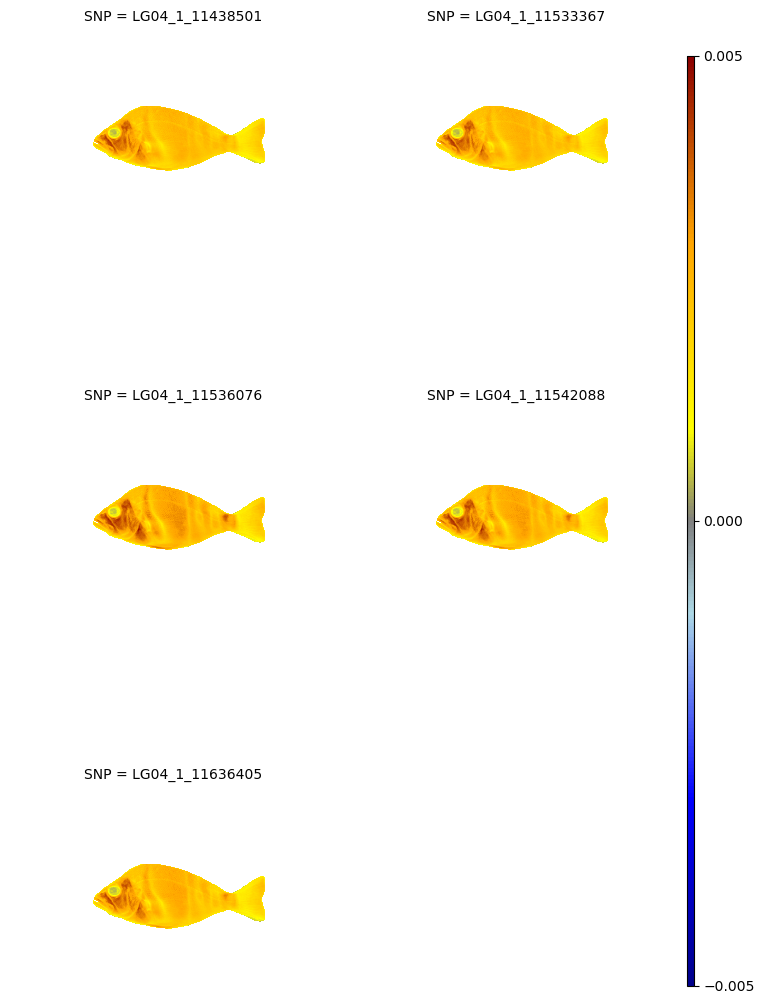 SNP = LG04_1_11438501
SNP = LG04_1_11533367
0.005
SNP = LG04_1_11536076
SNP = LG04_1_11542088
0.000
SNP = LG04_1_11636405
−0.005